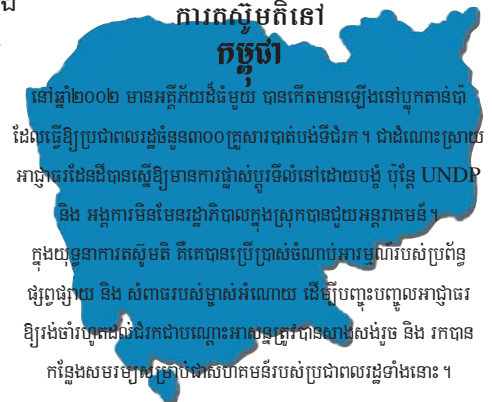 ការតស៊ូមតិនៅ
កម្ពុជា
នៅឆ្នាំ២០០២ មានអគ្គីភ័យដ៏ធំមួយ បានកើតមានឡើងនៅប្លុកតាន់ប៉ា
ដែលធ្វើឱ្យប្រជាពលរដ្ឋចំនួន៣០០គ្រួសារបាត់បង់ទីជំរក។ ជាដំណោះស្រាយ
អាជ្ញាធរដែនដីបានស្នើឱ្យមានការផ្លាស់ប្តូរទីលំនៅដោយបង្ខំ ប៉ុន្តែ UNDP
និង អង្គការមិនមែនរដ្ឋាភិបាលក្នុងស្រុកបានជួយអន្តរាគមន៍។
ក្នុងយុទ្ធនាការតស៊ូមតិ គឺគេបានប្រើប្រាស់ចំណាប់អារម្មណ៍របស់ប្រព័ន្ធ
ផ្សព្វផ្សាយ និង សំពាធរបស់ម្ចាស់អំណោយ ដើម្បីបញ្ចុះបញ្ចូលអាជ្ញាធរ
ឱ្យរង់ចាំរហូតដល់ជំរកជាបណ្តោះអាសន្នត្រូវបានសាងសង់រួច និង រកបាន
កន្លែងសមរម្យសម្រាប់ជាសហគមន៍របស់ប្រជាពលរដ្ឋទាំងនោះ។